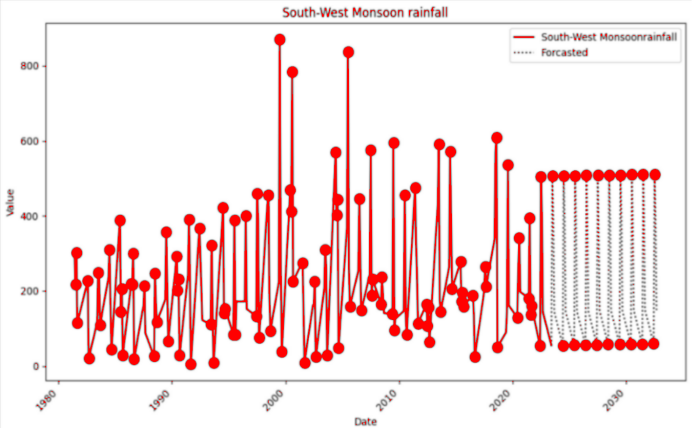 South-West Monsoon rainfall
South-West Monsoonrainfall
Forcasted
800
600
400
200
0
Value
1980
1990
2000
2010
2020
2030
Date